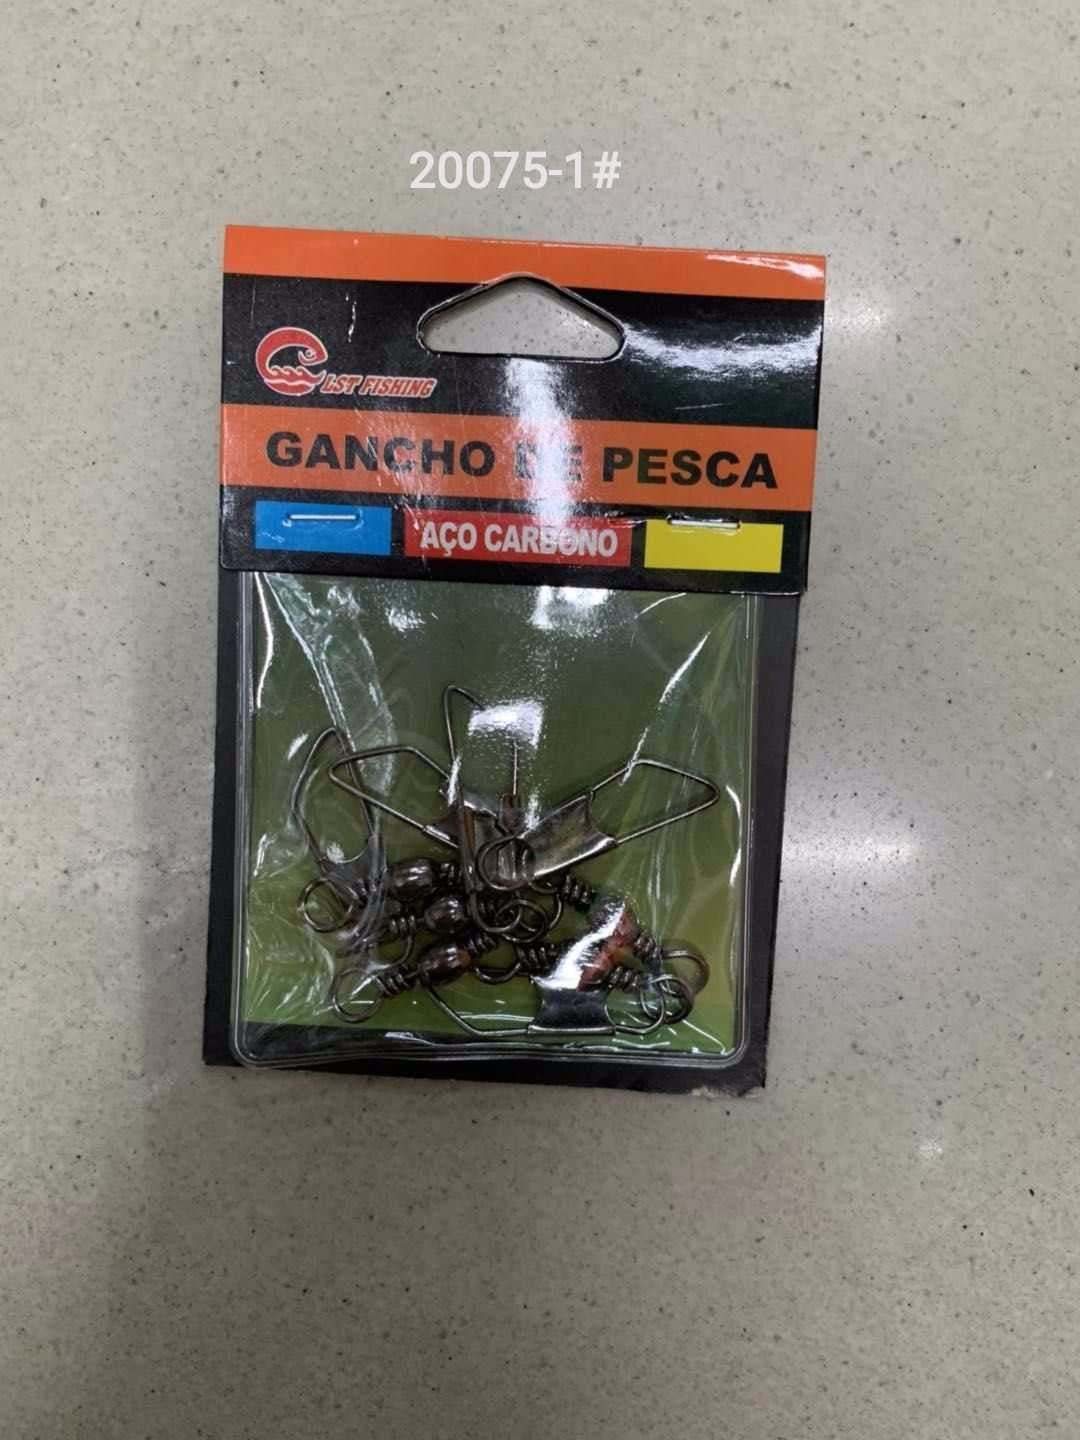 20075-1#
LST FISHING
GANCHO DE PESCA
AÇO CARBONO